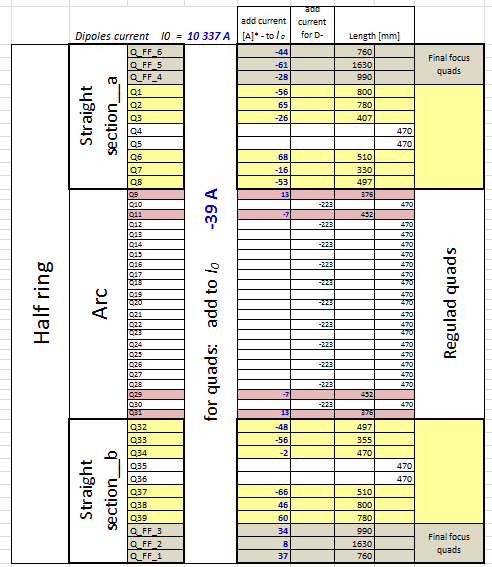 Dipoles current I0 = 10 337 A
add current [A]* - to I o
add current for D-
Length [mm]
Half ring
Straight section__a
Arc
Straight section__b
for quads: add to I0 -39 A
Final focus quads
Regulad quads
Final focus quads
Q_FF_6 -44 760
Q_FF_5 -61 1630
Q_FF_4 -28 990
Q1 -56 800
Q2 65 780
Q3 -26 407
Q4 470
Q5 470
Q6 68 510
Q7 -16 330
Q8 -53 497
Q9 13 376
Q10 -223 470
Q11 -7 452
Q12 -223 470
Q13 470
Q14 -223 470
Q15 470
Q16 -223 470
Q17 470
Q18 -223 470
Q19 470
Q20 -223 470
Q21 470
Q22 -223 470
Q23 470
Q24 -223 470
Q25 470
Q26 -223 470
Q27 470
Q28 -223 470
Q29 -7 452
Q30 -223 470
Q31 13 376
Q32 -48 497
Q33 -56 355
Q34 -2 470
Q35 470
Q36 470
Q37 -66 510
Q38 46 800
Q39 60 780
Q_FF_3 34 990
Q_FF_2 8 1630
Q_FF_1 37 760